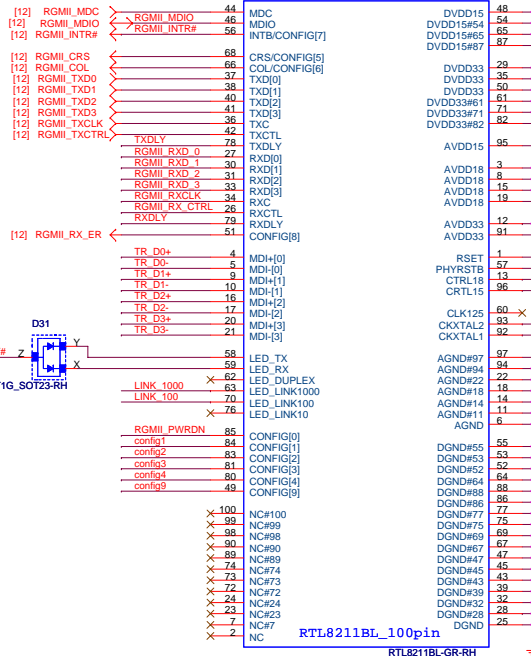 [12] RGMII_MDC 44 MDC DVDD15 48
[12] RGMII_MDIO RGMII_MDIO 46 MDIO DVDD15#54 54
[12] RGMII_INTR# RGMII_INTR# 56 INTB/CONFIG[7] DVDD15#65 65
DVDD15#87 87
[12] RGMII_CRS 68 CRS/CONFIG[5]
[12] RGMII_COL 66 COL/CONFIG[6] DVDD33 29
[12] RGMII_TXD0 37 TXD[0] DVDD33 35
[12] RGMII_TXD1 38 TXD[1] DVDD33 50
[12] RGMII_TXD2 40 TXD[2] DVDD33#61 61
[12] RGMII_TXD3 41 TXD[3] DVDD33#71 71
[12] RGMII_TXCLK 36 TXC DVDD33#82 82
[12] RGMII_TXCTRL 42 TXCTL
TXDLY 78 TXDLY AVDD15 95
RGMII_RXD_0 27 RXD[0]
RGMII_RXD_1 30 RXD[1] AVDD18 3
RGMII_RXD_2 31 RXD[2] AVDD18 8
RGMII_RXD_3 33 RXD[3] AVDD18 15
RGMII_RXCLK 34 RXC AVDD18 19
RGMII_RX_CTRL 26 RXCTL
RXDLY 79 RXDLY AVDD33 12
[12] RGMII_RX_ER 51 CONFIG[8] AVDD33 91
TR_D0+ 4 MDI+[0] RSET 1
TR_D0- 5 MDI-[0] PHYRSTB 57
TR_D1+ 9 MDI+[1] CTRL18 13
TR_D1- 10 MDI-[1] CRTL15 96
TR_D2+ 16 MDI+[2]
TR_D2- 17 MDI-[2] CLK125 60
TR_D3+ 20 MDI+[3] CKXTAL2 93
TR_D3- 21 MDI-[3] CKXTAL1 92
D31
# Z Y X
1G_SOT23-RH
58 LED_TX AGND#97 97
59 LED_RX AGND#94 94
62 LED_DUPLEX AGND#22 22
LINK_1000 63 LED_LINK1000 AGND#18 18
LINK_100 70 LED_LINK100 AGND#14 14
76 LED_LINK10 AGND#11 11
AGND 6
RGMII_PWRDN 85 CONFIG[0]
config1 84 CONFIG[1] DGND#55 55
config2 83 CONFIG[2] DGND#53 53
config3 81 CONFIG[3] DGND#52 52
config4 80 CONFIG[4] DGND#64 64
config9 49 CONFIG[9] DGND#88 88
DGND#86 86
100 NC#100 DGND#77 77
99 NC#99 DGND#75 75
98 NC#98 DGND#69 69
90 NC#90 DGND#67 67
89 NC#89 DGND#47 47
74 NC#74 DGND#45 45
73 NC#73 DGND#43 43
72 NC#72 DGND#39 39
24 NC#24 DGND#32 32
23 NC#23 DGND#28 28
7 NC#7 DGND 25
2 NC
RTL8211BL_100pin
RTL8211BL-GR-RH